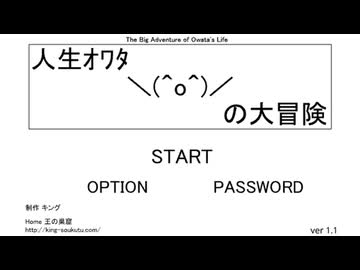 The Big Adventure of Owata's Life
人生ｵﾜﾀ
＼(^o^)／
の大冒険
START
OPTION PASSWORD
制作 キング
Home 王の巣窟
http://king-soukutu.com/
ver 1.1